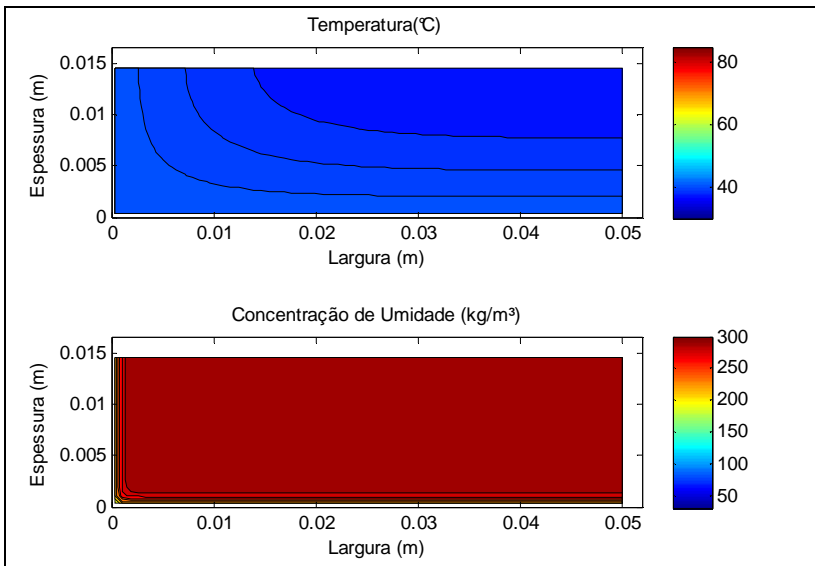 Temperatura(℃)
Espessura (m)
0.015
0.01
0.005
0
0 0.01 0.02 0.03 0.04 0.05
Largura (m)
80
60
40
Concentração de Umidade (kg/m³)
Espessura (m)
0.015
0.01
0.005
0
0 0.01 0.02 0.03 0.04 0.05
Largura (m)
300
250
200
150
100
50